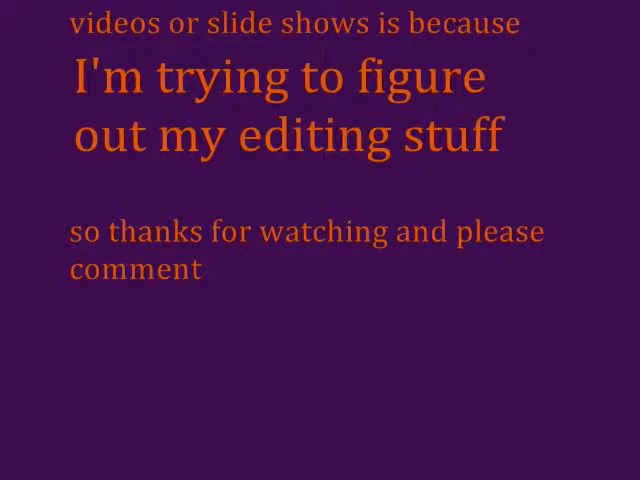 videos or slide shows is because
I'm trying to figure
out my editing stuff
so thanks for watching and please
comment